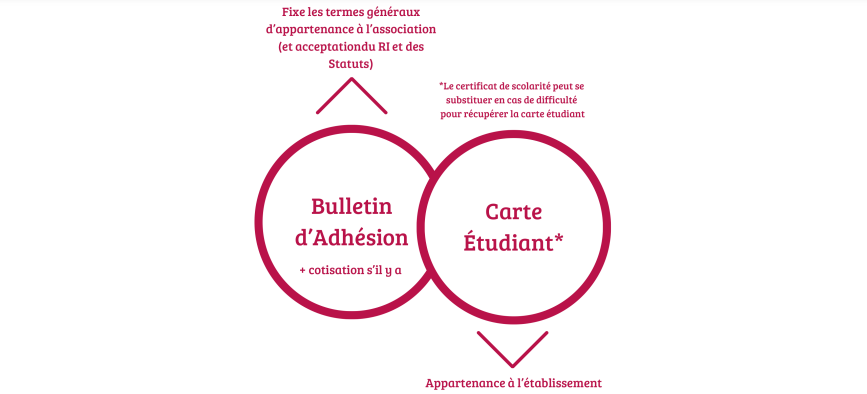 Fixe les termes généraux
d'appartenance à l'association
(et acceptationdu RI et des
Statuts)
*Le certificat de scolarité peut se
substituer en cas de difficulté
pour récupérer la carte étudiant
Bulletin
d'Adhésion
+ cotisation s'il y a
Carte
Étudiant*
Appartenance à l'établissement